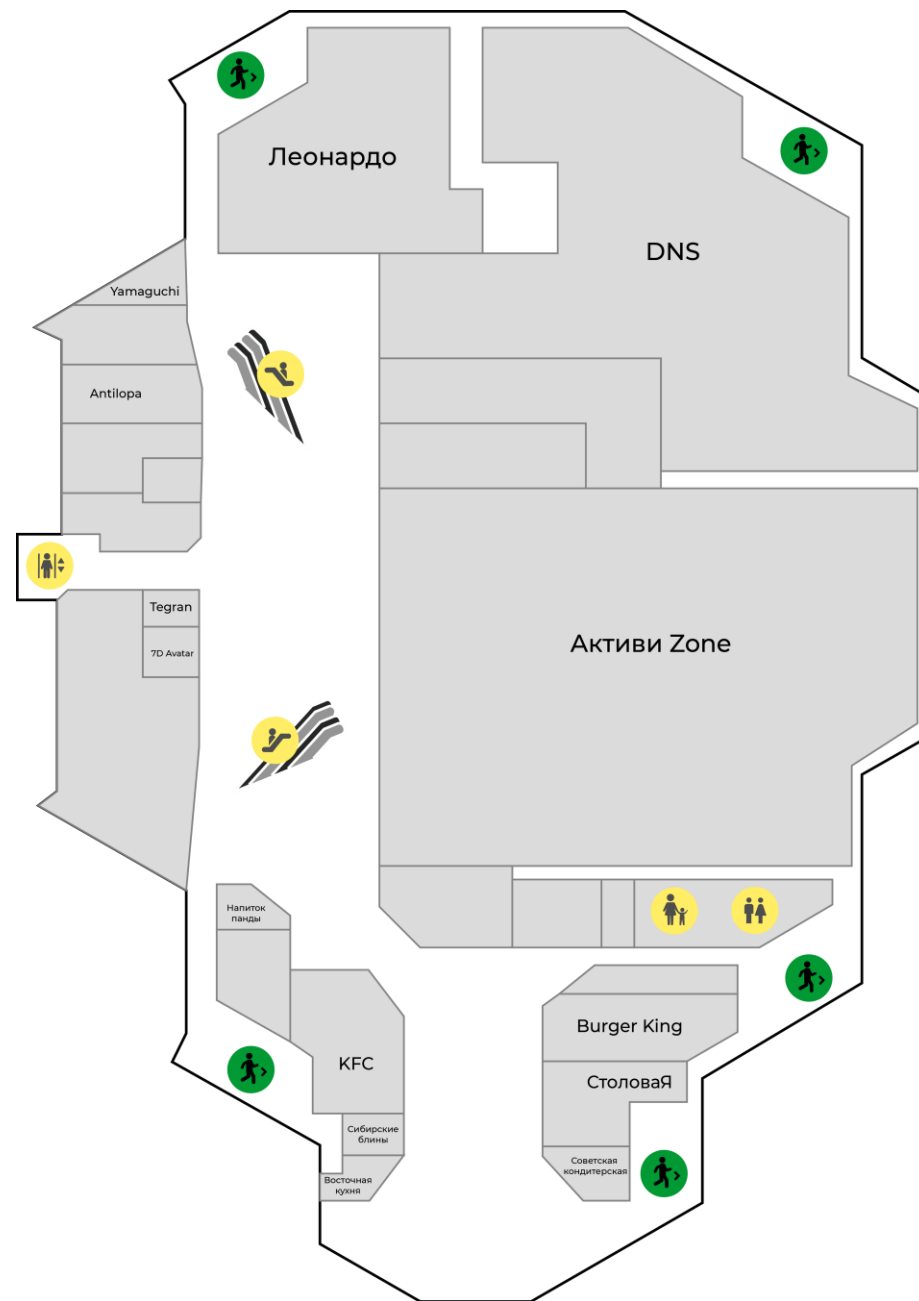 Леонардо
DNS
Yamaguchi
Antilopa
Tegran
7D Avatar
Активи Zone
Напиток
панды
KFC
Burger King
СтоловаЯ
Сибирские
блины
Восточная
кухня
Советская
кондитерская